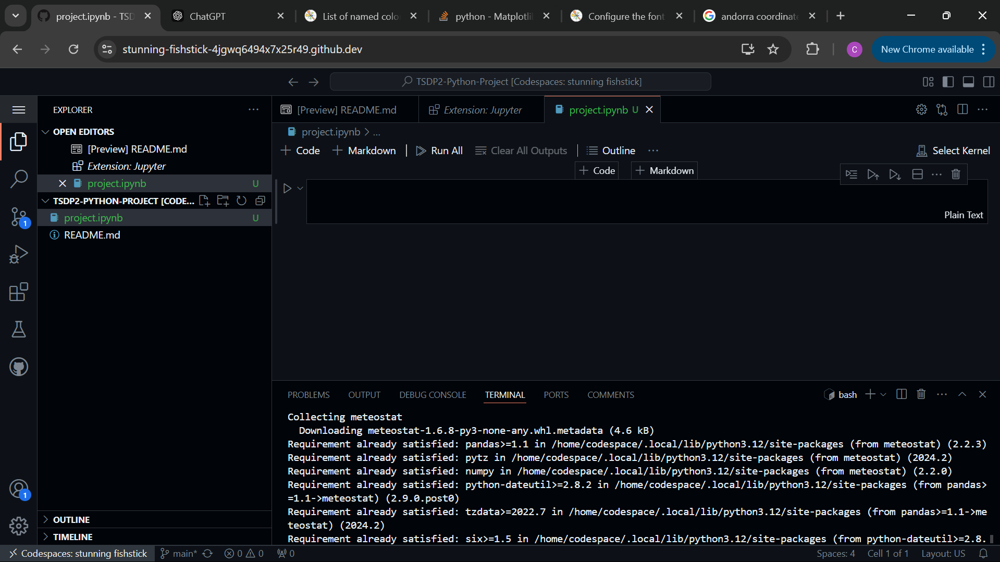 project.ipynb - TSD
ChatGPT
List of named colo
python - Matplotli
Configure the font
andorra coordinate
stunning-fishstick-4jgwq6494x7x25r49.github.dev
C
New Chrome available
TSDP2-Python-Project [Codespaces: stunning fishstick]
EXPLORER
[Preview] README.md
Extension: Jupyter
project.ipynb U
OPEN EDITORS
project.ipynb > ...
[Preview] README.md
Code
Markdown
Run All
Clear All Outputs
Outline
Select Kernel
Extension: Jupyter
Code
Markdown
project.ipynb U
TSDP2-PYTHON-PROJECT [CODE...
project.ipynb U
Plain Text
1
README.md
PROBLEMS
OUTPUT
DEBUG CONSOLE
TERMINAL
PORTS
COMMENTS
bash
Collecting meteostat
Downloading meteostat-1.6.8-py3-none-any.whl.metadata (4.6 kB)
Requirement already satisfied: pandas>=1.1 in /home/codespace/.local/lib/python3.12/site-packages (from meteostat) (2.2.3)
Requirement already satisfied: pytz in /home/codespace/.local/lib/python3.12/site-packages (from meteostat) (2024.2)
Requirement already satisfied: numpy in /home/codespace/.local/lib/python3.12/site-packages (from meteostat) (2.2.0)
Requirement already satisfied: python-dateutil>=2.8.2 in /home/codespace/.local/lib/python3.12/site-packages (from pandas>
=1.1->meteostat) (2.9.0.post0)
Requirement already satisfied: tzdata>=2022.7 in /home/codespace/.local/lib/python3.12/site-packages (from pandas>=1.1->me
teostat) (2024.2)
Requirement already satisfied: six>=1.5 in /home/codespace/.local/lib/python3.12/site-packages (from python-dateutil>=2.8.
1
OUTLINE
TIMELINE
Codespaces: stunning fishstick
main*
0
0
0
Spaces: 4
Cell 1 of 1
Layout: US